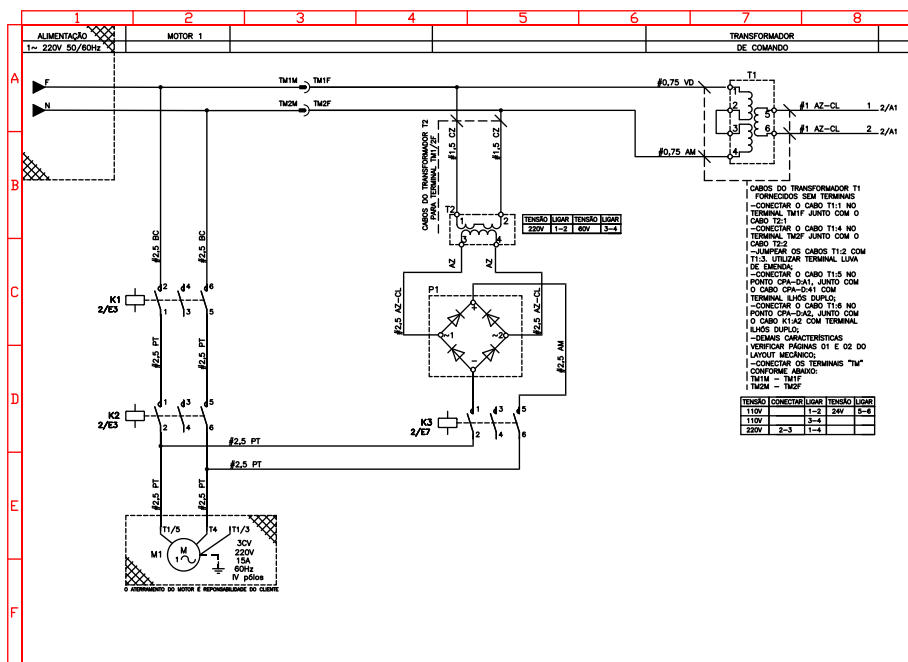 1 2 3 4 5 6 7 8
ALIMENTAÇÃO
1~ 220V 50/60Hz
MOTOR 1
TRANSFORMADOR
DE COMANDO
A
B
C
D
E
F
F
N
TM1M TM1F
TM2M TM2F
#0,75 VD
#0,75 AM
T1
2
3
4
5
6
#1 AZ-CL 1 2/A1
#1 AZ-CL 2 2/A1
CABOS DO TRANSFORMADOR T2
PARA TERMINAL TM1/2F
#1,5 CZ
#1,5 CZ
T2
1 2
3 4
TENSÃO LIGAR TENSÃO LIGAR
220V 1-2 60V 3-4
AZ
AZ
#2,5 AZ-CL
#2,5 AZ-CL
#2,5 AM
P1
+
~1 ~2
-
#2,5 BC
#2,5 BC
K1
2/E3
2 4 6
1 3 5
#2,5 PT
#2,5 PT
K2
2/E3
1 3 5
2 4 6
K3
2/E7
1 3 5
2 4 6
#2,5 PT
#2,5 PT
#2,5 PT
#2,5 PT
T1/5 T4 T1/3
M1
M
1
3CV
220V
15A
60Hz
IV pólos
O ATERRAMENTO DO MOTOR É REPONSABILIDADE DO CLIENTE
CABOS DO TRANSFORMADOR T1
FORNECIDOS SEM TERMINAIS
-CONECTAR O CABO T1:1 NO
TERMINAL TM1F JUNTO COM O
CABO T2:1
-CONECTAR O CABO T1:4 NO
TERMINAL TM2F JUNTO COM O
CABO T2:2
-JUMPEAR OS CABOS T1:2 COM
T1:3. UTILIZAR TERMINAL LUVA
DE EMENDA;
-CONECTAR O CABO T1:5 NO
PONTO CPA-D:A1, JUNTO COM
O CABO CPA-D:41 COM
TERMINAL ILHÓS DUPLO;
-CONECTAR O CABO T1:6 NO
PONTO CPA-D:A2, JUNTO COM
O CABO K1:A2 COM TERMINAL
ILHÓS DUPLO;
-DEMAIS CARACTERÍSTICAS
VERIFICAR PÁGINAS 01 E 02 DO
LAYOUT MECÂNICO;
-CONECTAR OS TERMINAIS "TM"
CONFORME ABAIXO:
TM1M - TM1F
TM2M - TM2F
TENSÃO CONECTAR LIGAR TENSÃO LIGAR
110V 1-2 24V 5-6
110V 3-4
220V 2-3 1-4